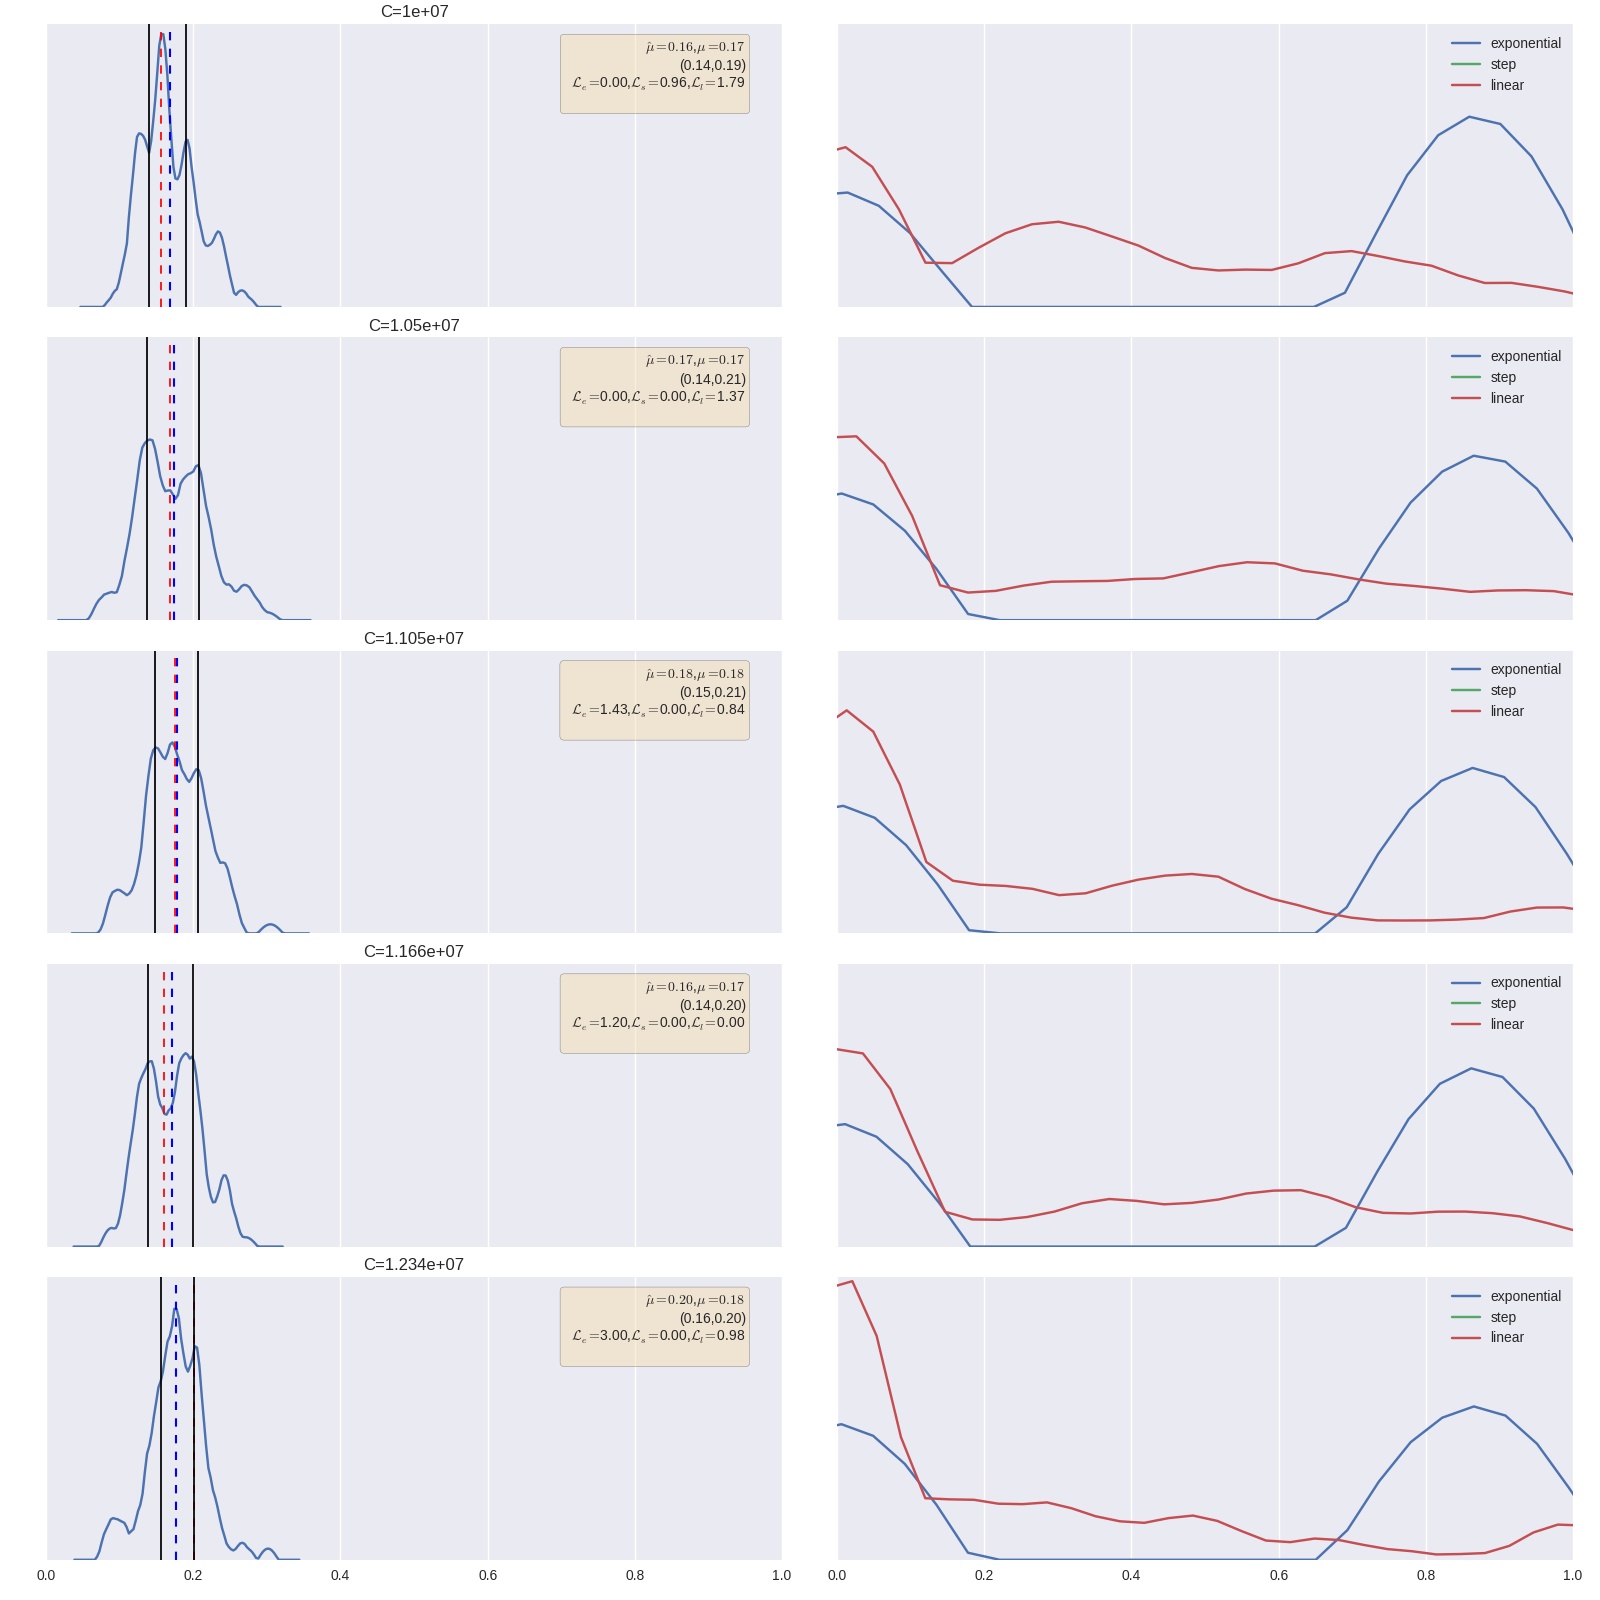 C=1e+07
μ̂=0.16,μ=0.17
(0.14,0.19)
ℒₑ=0.00,ℒₛ=0.96,ℒₗ=1.79
exponential
step
linear
C=1.05e+07
μ̂=0.17,μ=0.17
(0.14,0.21)
ℒₑ=0.00,ℒₛ=0.00,ℒₗ=1.37
exponential
step
linear
C=1.105e+07
μ̂=0.18,μ=0.18
(0.15,0.21)
ℒₑ=1.43,ℒₛ=0.00,ℒₗ=0.84
exponential
step
linear
C=1.166e+07
μ̂=0.16,μ=0.17
(0.14,0.20)
ℒₑ=1.20,ℒₛ=0.00,ℒₗ=0.00
exponential
step
linear
C=1.234e+07
μ̂=0.20,μ=0.18
(0.16,0.20)
ℒₑ=3.00,ℒₛ=0.00,ℒₗ=0.98
exponential
step
linear
0.0 0.2 0.4 0.6 0.8 1.0
0.0 0.2 0.4 0.6 0.8 1.0